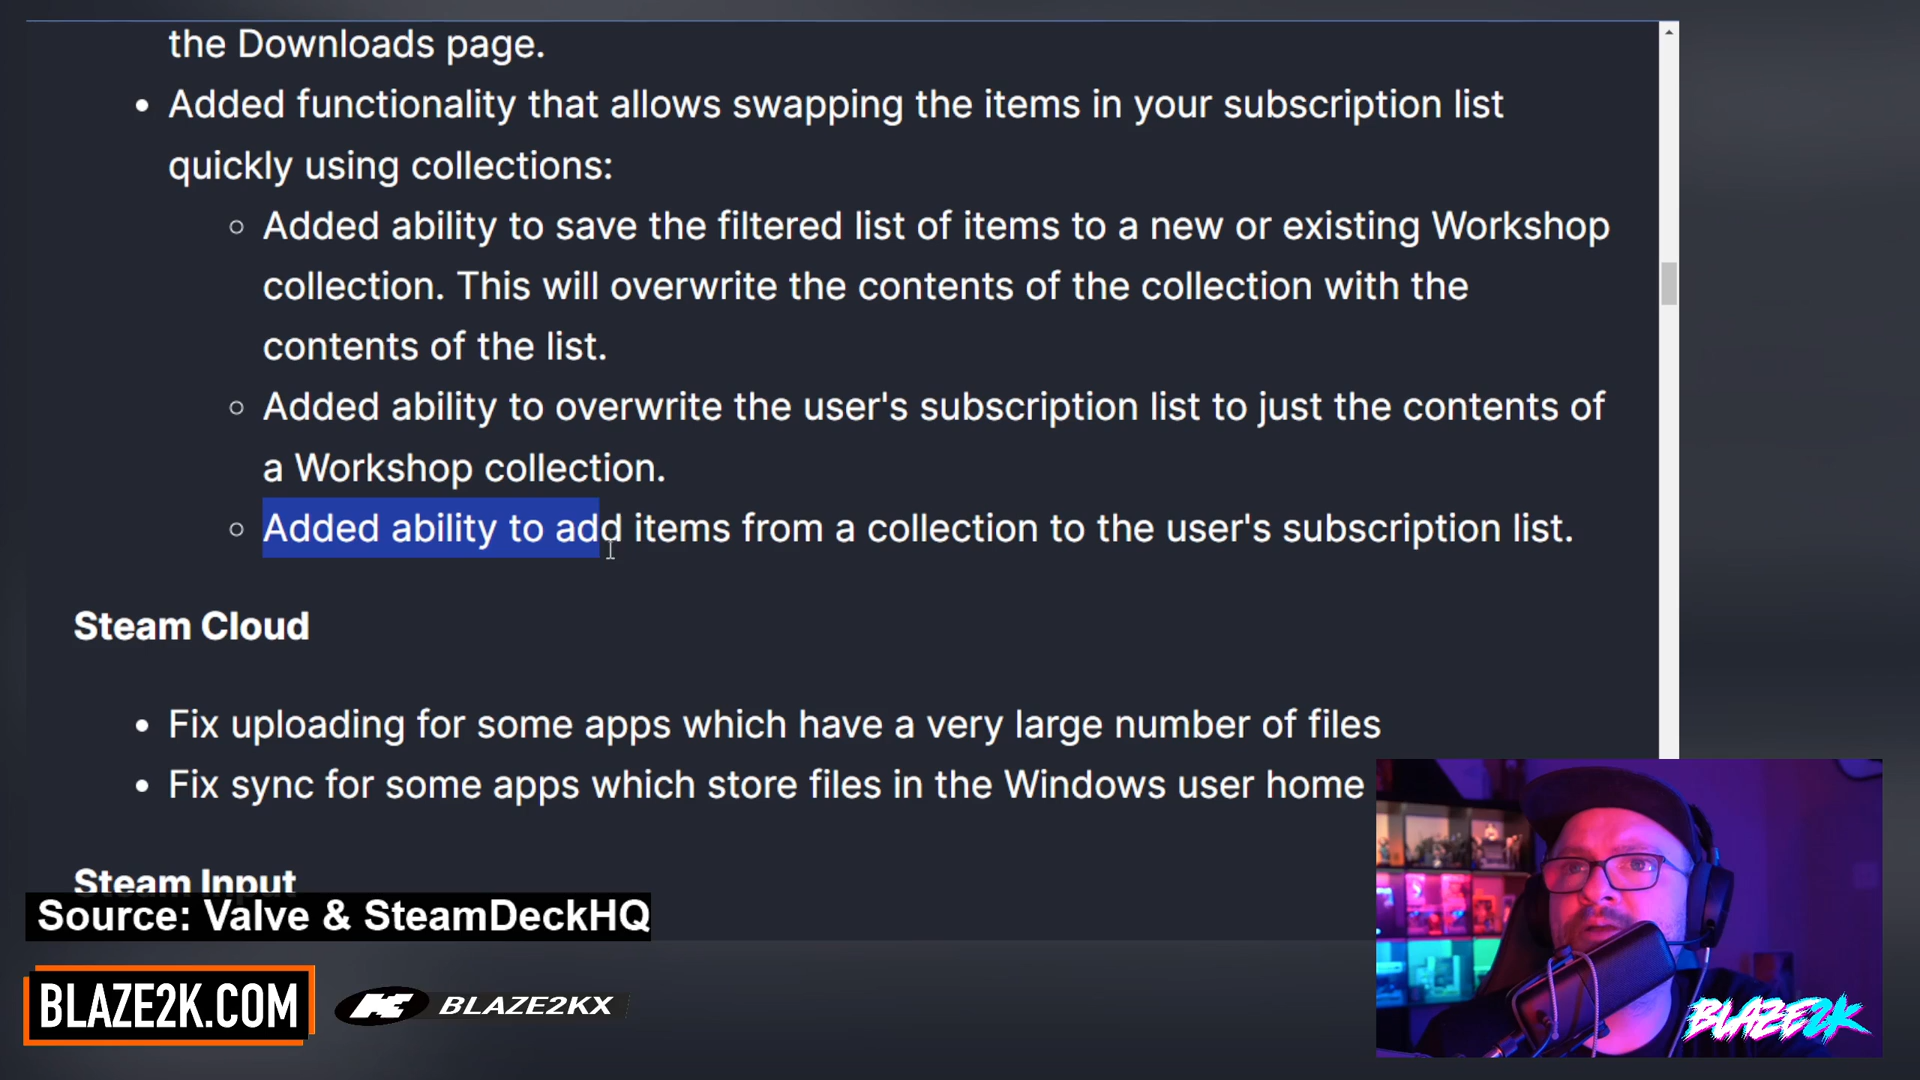 the Downloads page.
• Added functionality that allows swapping the items in your subscription list
quickly using collections:
◦ Added ability to save the filtered list of items to a new or existing Workshop
collection. This will overwrite the contents of the collection with the
contents of the list.
◦ Added ability to overwrite the user's subscription list to just the contents of
a Workshop collection.
◦ Added ability to add items from a collection to the user's subscription list.
Steam Cloud
• Fix uploading for some apps which have a very large number of files
• Fix sync for some apps which store files in the Windows user home
Steam Input
Source: Valve & SteamDeckHQ
BLAZE2K.COM
BLAZE2KX
BLAZE2K